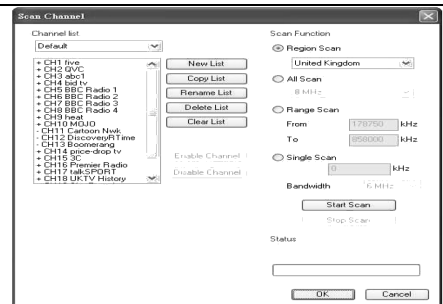 Scan Channel
Channel list
Default
+ CH1 five
+ CH2 QVC
+ CH3 abc1
+ CH4 bid tv
+ CH5 BBC Radio 1
+ CH6 BBC Radio 2
+ CH7 BBC Radio 3
+ CH8 BBC Radio 4
+ CH9 heat
+ CH10 MOJO
- CH11 Cartoon Nwk
- CH12 DiscoveryRTime
- CH13 Boomerang
+ CH14 price-drop tv
+ CH15 3C
+ CH16 Premier Radio
+ CH17 talkSPORT
+ CH18 UKTV History
New List
Copy List
Rename List
Delete List
Clear List
Enable Channel
Disable Channel
Scan Function
Region Scan
United Kingdom
All Scan
8 MHz
Range Scan
From 178750 kHz
To 858000 kHz
Single Scan
0 kHz
Bandwidth 6 MHz
Start Scan
Stop Scan
Status
OK
Cancel